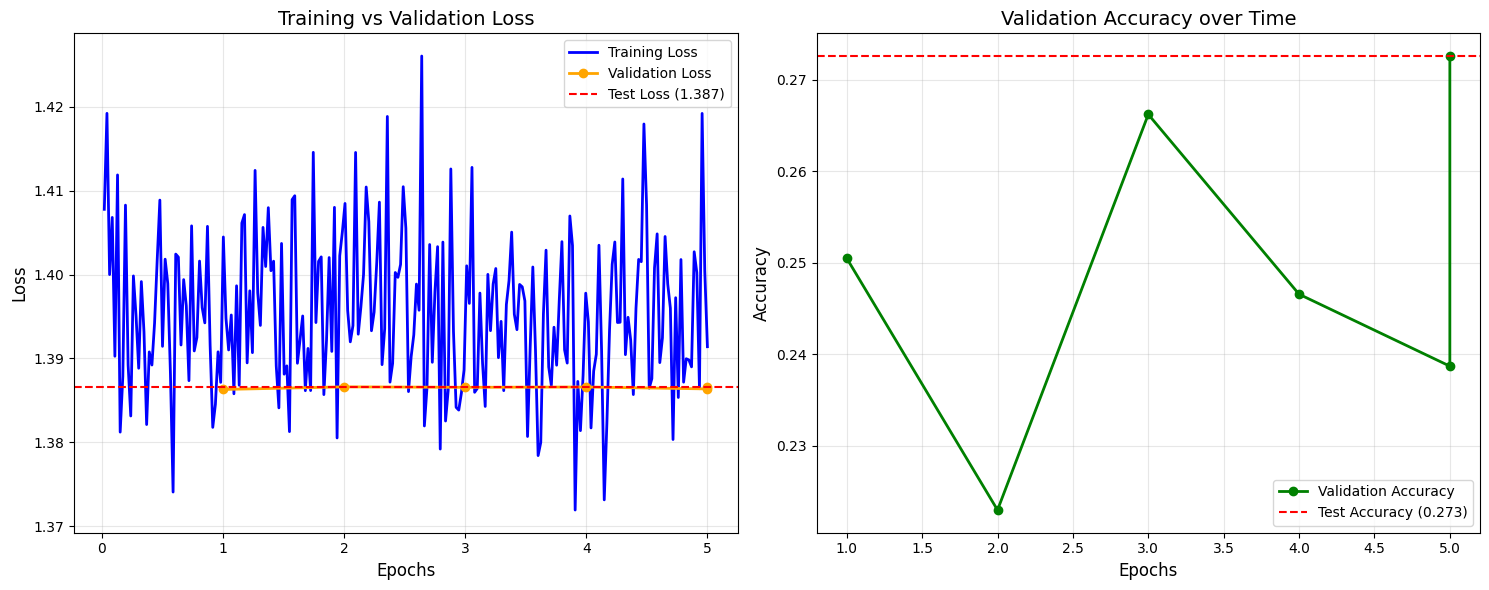 Training vs Validation Loss
Training Loss
Validation Loss
Test Loss (1.387)
1.42
1.41
1.40
1.39
1.38
1.37
Loss
0 1 2 3 4 5
Epochs
Validation Accuracy over Time
0.27
0.26
0.25
0.24
0.23
Accuracy
Validation Accuracy
Test Accuracy (0.273)
1.0 1.5 2.0 2.5 3.0 3.5 4.0 4.5 5.0
Epochs